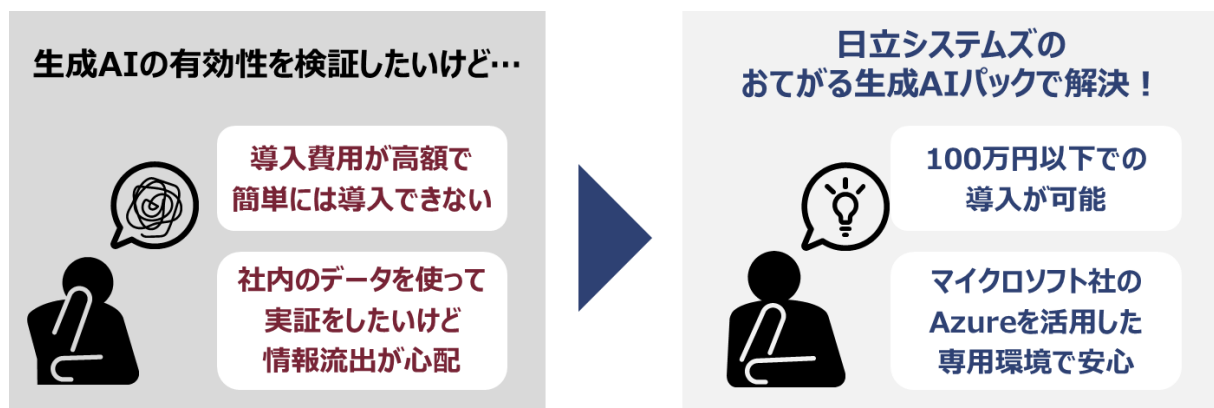 生成AIの有効性を検証したいけど…
導入費用が高額で
簡単には導入できない
社内のデータを使って
実証をしたいけど
情報流出が心配
日立システムズの
おてがる生成AIパックで解決！
100万円以下での
導入が可能
マイクロソフト社の
Azureを活用した
専用環境で安心